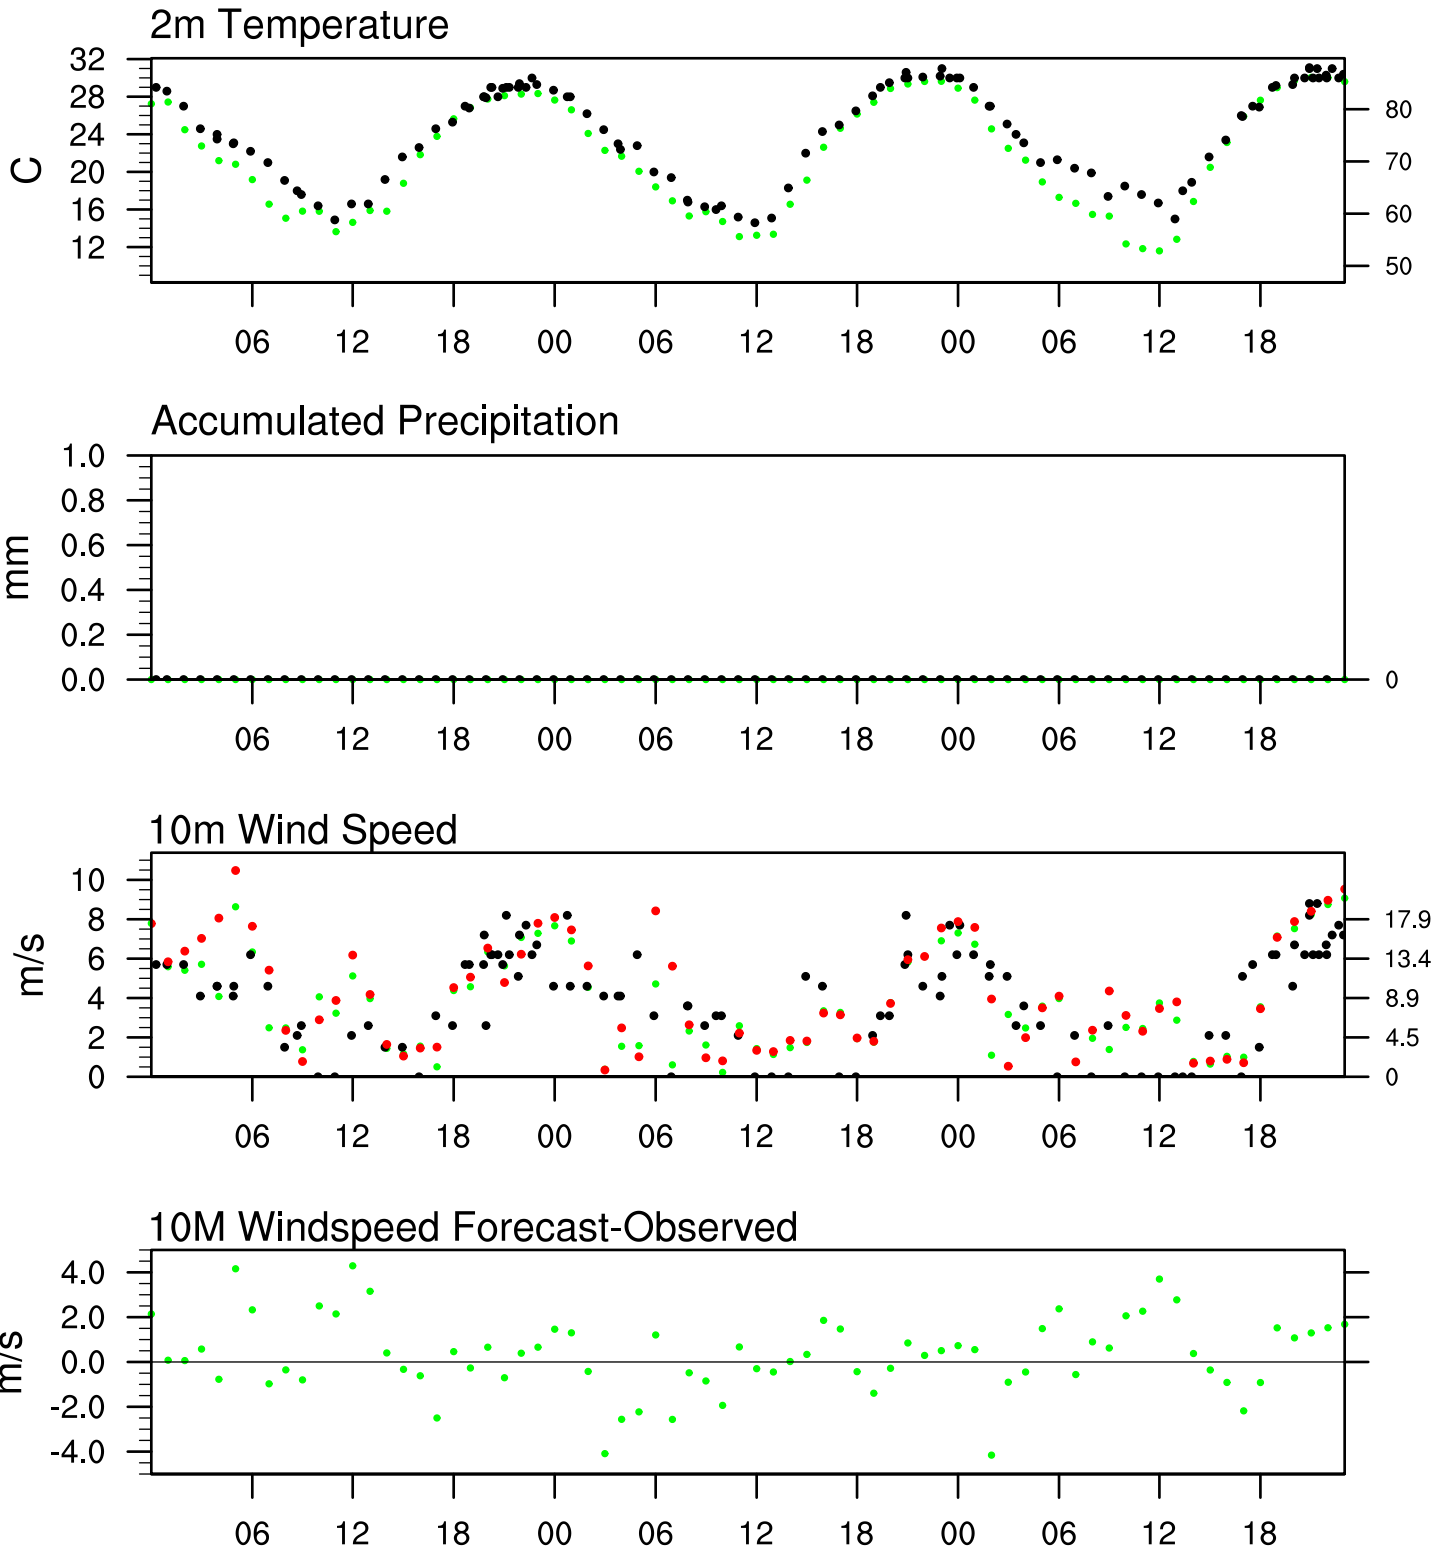 2m Temperature
32
28
24
20
16
12
C
80
70
60
50
06 12 18 00 06 12 18 00 06 12 18
Accumulated Precipitation
1.0
0.8
0.6
0.4
0.2
0.0
mm
0
06 12 18 00 06 12 18 00 06 12 18
10m Wind Speed
10
8
6
4
2
0
m/s
17.9
13.4
8.9
4.5
0
06 12 18 00 06 12 18 00 06 12 18
10M Windspeed Forecast-Observed
4.0
2.0
0.0
-2.0
-4.0
m/s
06 12 18 00 06 12 18 00 06 12 18